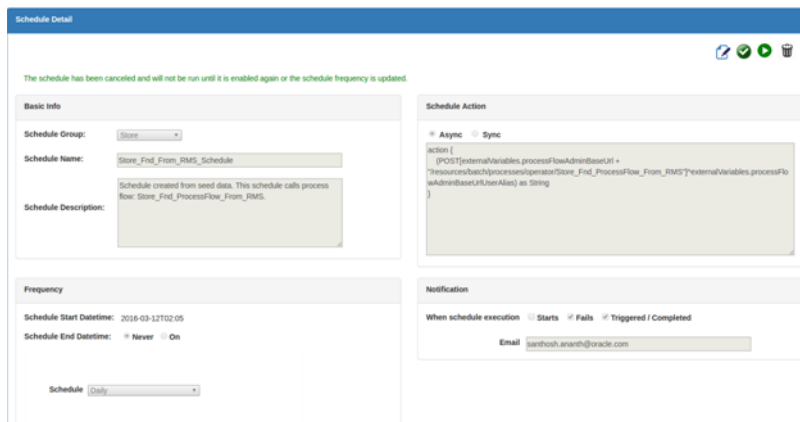 Schedule Detail
The schedule has been canceled and will not be run until it is enabled again or the schedule frequency is updated.
Basic Info
Schedule Group: Store
Schedule Name: Store_Fnd_From_RMS_Schedule
Schedule Description: Schedule created from seed data. This schedule calls process
flow: Store_Fnd_ProcessFlow_From_RMS.
Schedule Action
Async Sync
action {
(POST[externalVariables.processFlowAdminBaseUrl +
"/resources/batch/processes/operator/Store_Fnd_ProcessFlow_From_RMS"]^externalVariables.processFlo
wAdminBaseUrlUserAlias) as String
}
Frequency
Schedule Start Datetime: 2016-03-12T02:05
Schedule End Datetime: Never On
Schedule Daily
Notification
When schedule execution Starts Fails Triggered / Completed
Email santhosh.ananth@oracle.com